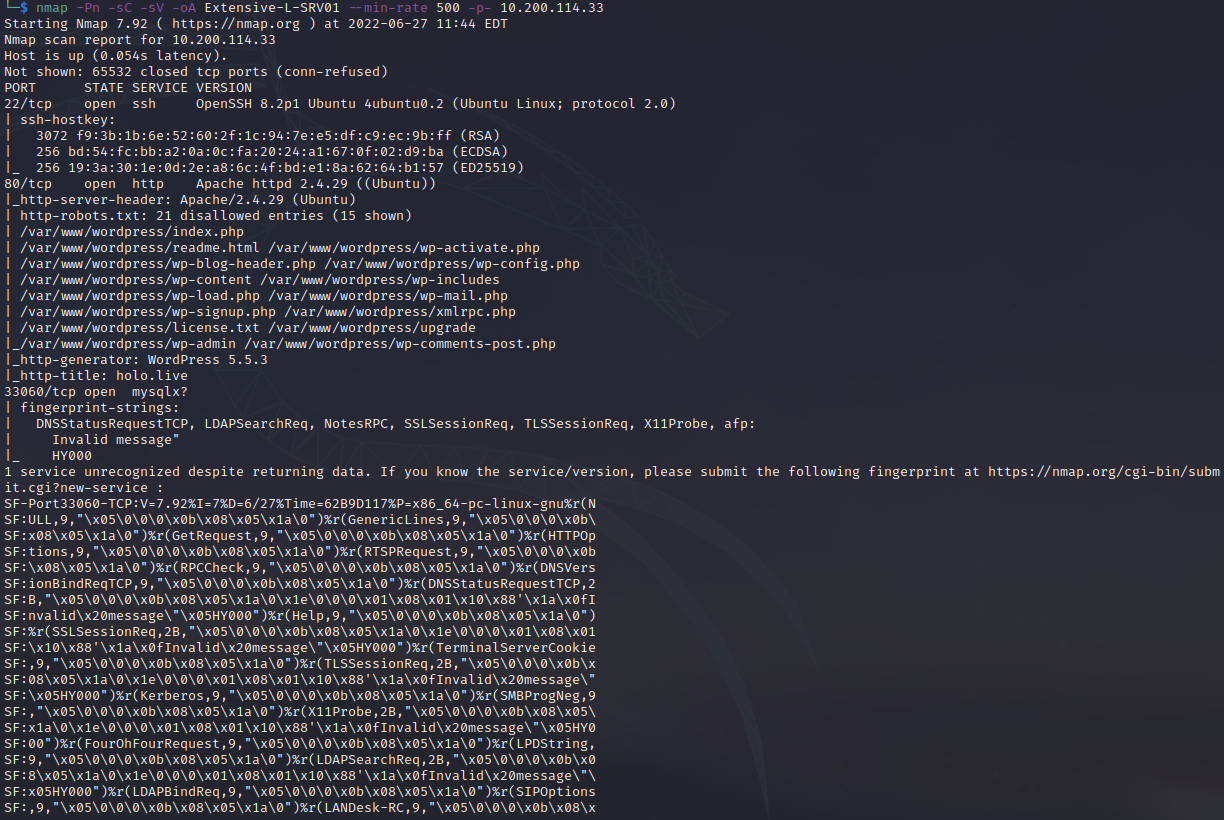 └─$ nmap -Pn -sC -sV -oA Extensive-L-SRV01 --min-rate 500 -p- 10.200.114.33
Starting Nmap 7.92 ( https://nmap.org ) at 2022-06-27 11:44 EDT
Nmap scan report for 10.200.114.33
Host is up (0.054s latency).
Not shown: 65532 closed tcp ports (conn-refused)
PORT      STATE SERVICE VERSION
22/tcp    open  ssh     OpenSSH 8.2p1 Ubuntu 4ubuntu0.2 (Ubuntu Linux; protocol 2.0)
| ssh-hostkey:
|   3072 f9:3b:1b:6e:52:60:2f:1c:94:7e:e5:df:c9:ec:9b:ff (RSA)
|   256 bd:54:fc:bb:a2:0a:0c:fa:20:24:a1:67:0f:02:d9:ba (ECDSA)
|_  256 19:3a:30:1e:0d:2e:a8:6c:4f:bd:e1:8a:62:64:b1:57 (ED25519)
80/tcp    open  http    Apache httpd 2.4.29 ((Ubuntu))
|_http-server-header: Apache/2.4.29 (Ubuntu)
| http-robots.txt: 21 disallowed entries (15 shown)
| /var/www/wordpress/index.php
| /var/www/wordpress/readme.html /var/www/wordpress/wp-activate.php
| /var/www/wordpress/wp-blog-header.php /var/www/wordpress/wp-config.php
| /var/www/wordpress/wp-content /var/www/wordpress/wp-includes
| /var/www/wordpress/wp-load.php /var/www/wordpress/wp-mail.php
| /var/www/wordpress/wp-signup.php /var/www/wordpress/xmlrpc.php
| /var/www/wordpress/license.txt /var/www/wordpress/upgrade
|_/var/www/wordpress/wp-admin /var/www/wordpress/wp-comments-post.php
|_http-generator: WordPress 5.5.3
|_http-title: holo.live
33060/tcp open  mysqlx?
| fingerprint-strings:
|   DNSStatusRequestTCP, LDAPSearchReq, NotesRPC, SSLSessionReq, TLSSessionReq, X11Probe, afp:
|     Invalid message"
|_    HY000
1 service unrecognized despite returning data. If you know the service/version, please submit the following fingerprint at https://nmap.org/cgi-bin/subm
it.cgi?new-service :
SF-Port33060-TCP:V=7.92%I=7%D=6/27%Time=62B9D117%P=x86_64-pc-linux-gnu%r(N
SF:ULL,9,"\x05\0\0\0\x0b\x08\x05\x1a\0")%r(GenericLines,9,"\x05\0\0\0\x0b\
SF:x08\x05\x1a\0")%r(GetRequest,9,"\x05\0\0\0\x0b\x08\x05\x1a\0")%r(HTTPOp
SF:tions,9,"\x05\0\0\0\x0b\x08\x05\x1a\0")%r(RTSPRequest,9,"\x05\0\0\0\x0b
SF:\x08\x05\x1a\0")%r(RPCCheck,9,"\x05\0\0\0\x0b\x08\x05\x1a\0")%r(DNSVers
SF:ionBindReqTCP,9,"\x05\0\0\0\x0b\x08\x05\x1a\0")%r(DNSStatusRequestTCP,2
SF:B,"\x05\0\0\0\x0b\x08\x05\x1a\0\x1e\0\0\0\x01\x08\x01\x10\x88'\x1a\x0fI
SF:nvalid\x20message\"\x05HY000")%r(Help,9,"\x05\0\0\0\x0b\x08\x05\x1a\0")
SF:%r(SSLSessionReq,2B,"\x05\0\0\0\x0b\x08\x05\x1a\0\x1e\0\0\0\x01\x08\x01
SF:\x10\x88'\x1a\x0fInvalid\x20message\"\x05HY000")%r(TerminalServerCookie
SF:,9,"\x05\0\0\0\x0b\x08\x05\x1a\0")%r(TLSSessionReq,2B,"\x05\0\0\0\x0b\x
SF:08\x05\x1a\0\x1e\0\0\0\x01\x08\x01\x10\x88'\x1a\x0fInvalid\x20message\"
SF:\x05HY000")%r(Kerberos,9,"\x05\0\0\0\x0b\x08\x05\x1a\0")%r(SMBProgNeg,9
SF:,"\x05\0\0\0\x0b\x08\x05\x1a\0")%r(X11Probe,2B,"\x05\0\0\0\x0b\x08\x05\
SF:x1a\0\x1e\0\0\0\x01\x08\x01\x10\x88'\x1a\x0fInvalid\x20message\"\x05HY0
SF:00")%r(FourOhFourRequest,9,"\x05\0\0\0\x0b\x08\x05\x1a\0")%r(LPDString,
SF:9,"\x05\0\0\0\x0b\x08\x05\x1a\0")%r(LDAPSearchReq,2B,"\x05\0\0\0\x0b\x0
SF:8\x05\x1a\0\x1e\0\0\0\x01\x08\x01\x10\x88'\x1a\x0fInvalid\x20message\"\
SF:x05HY000")%r(LDAPBindReq,9,"\x05\0\0\0\x0b\x08\x05\x1a\0")%r(SIPOptions
SF:,9,"\x05\0\0\0\x0b\x08\x05\x1a\0")%r(LANDesk-RC,9,"\x05\0\0\0\x0b\x08\x